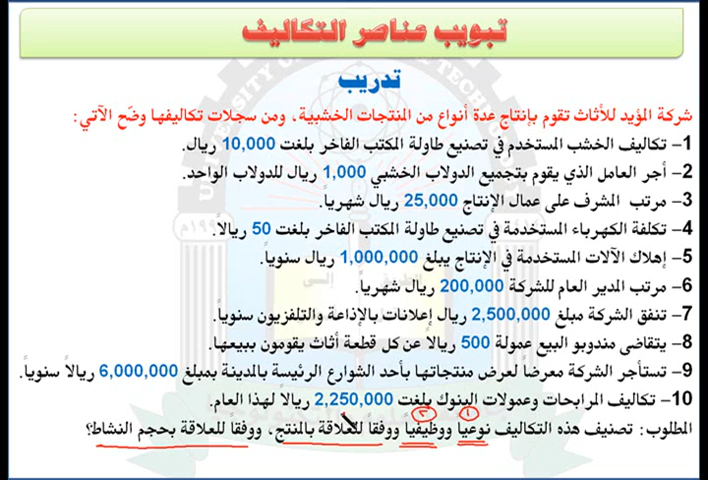 تبويب عناصر التكاليف
تدريب
شركة المؤيد للأثاث تقوم بإنتاج عدة أنواع من المنتجات الخشبية، ومن سجلات تكاليفها وضّح الآتي:
1- تكاليف الخشب المستخدم في تصنيع طاولة المكتب الفاخر بلغت 10,000 ريال.
2- أجر العامل الذي يقوم بتجميع الدولاب الخشبي 1,000 ريال للدولاب الواحد.
3- مرتب المشرف على عمال الإنتاج 25,000 ريال شهرياً.
4- تكلفة الكهرباء المستخدمة في تصنيع طاولة المكتب الفاخر بلغت 50 ريالاً.
5- إهلاك الآلات المستخدمة في الإنتاج يبلغ 1,000,000 ريال سنوياً.
6- مرتب المدير العام للشركة 200,000 ريال شهرياً.
7- تنفق الشركة مبلغ 2,500,000 ريال إعلانات بالإذاعة والتلفزيون سنوياً.
8- يتقاضى مندوبو البيع عمولة 500 ريالاً عن كل قطعة أثاث يقومون ببيعها.
9- تستأجر الشركة معرضاً لعرض منتجاتها بأحد الشوارع الرئيسة بالمدينة بمبلغ 6,000,000 ريالاً سنوياً.
10- تكاليف المرابحات وعمولات البنوك بلغت 2,250,000 ريالاً لهذا العام.
المطلوب: تصنيف هذه التكاليف نوعيا ووظيفيا ووفقا للعلاقة بالمنتج، ووفقا للعلاقة بحجم النشاط؟